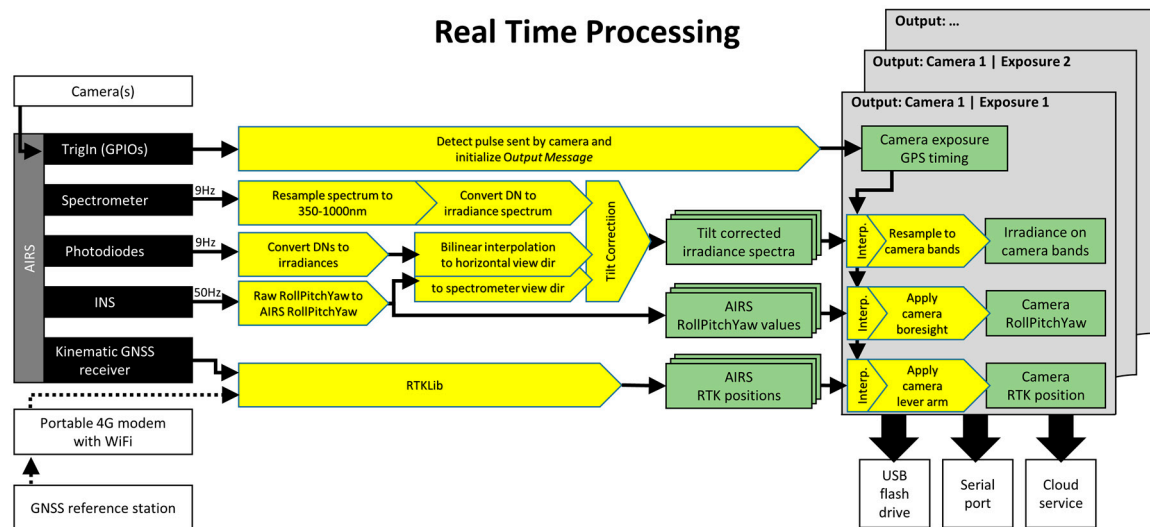 Real Time Processing
Output: ...
Output: Camera 1 | Exposure 2
Output: Camera 1 | Exposure 1
Camera(s)
AIRS
TrigIn (GPIOs)
Detect pulse sent by camera and
initialize Output Message
Camera exposure
GPS timing
Spectrometer
9Hz
Resample spectrum to
350-1000nm
Convert DN to
irradiance spectrum
Tilt Correctiion
Photodiodes
9Hz
Convert DNs to
irradiances
Bilinear interpolation
to horizontal view dir
to spectrometer view dir
Tilt corrected
irradiance spectra
Interp.
Resample to
camera bands
Irradiance on
camera bands
INS
50Hz
Raw RollPitchYaw to
AIRS RollPitchYaw
AIRS
RollPitchYaw values
Interp.
Apply
camera
boresight
Camera
RollPitchYaw
Kinematic GNSS
receiver
RTKLib
AIRS
RTK positions
Interp.
Apply
camera
lever arm
Camera
RTK position
Portable 4G modem
with WiFi
GNSS reference station
USB
flash
drive
Serial
port
Cloud
service